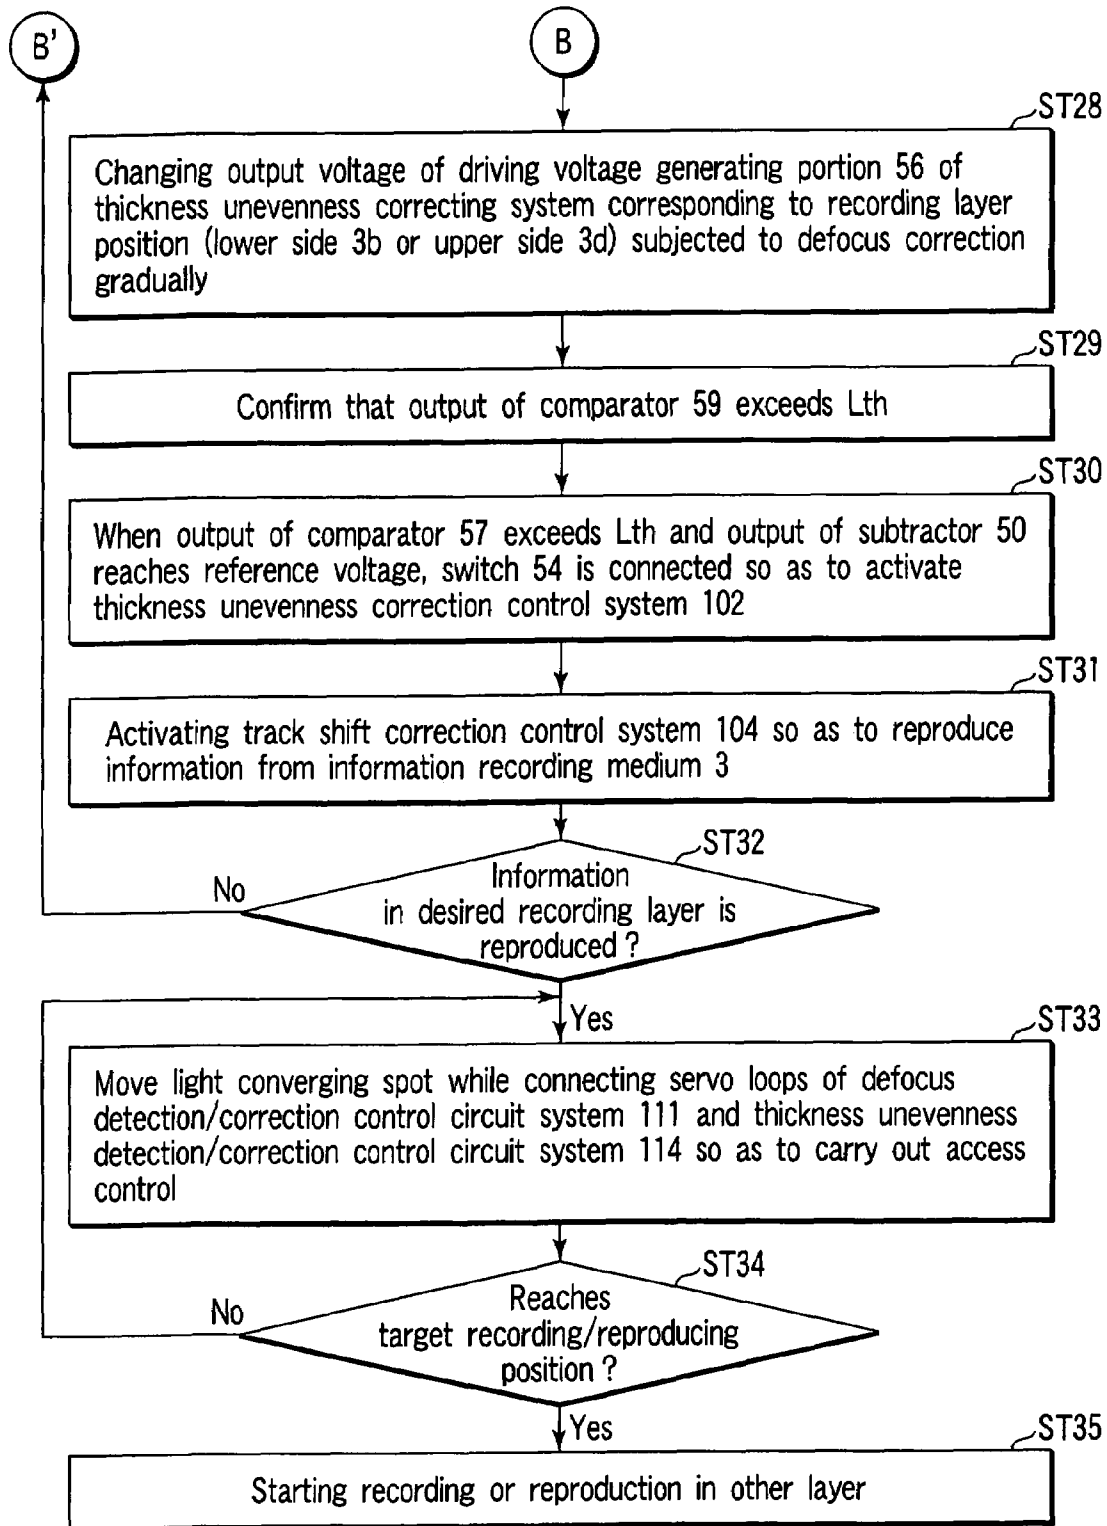 B'
B
ST28
Changing output voltage of driving voltage generating portion 56 of
thickness unevenness correcting system corresponding to recording layer
position (lower side 3b or upper side 3d) subjected to defocus correction
gradually
ST29
Confirm that output of comparator 59 exceeds Lth
ST30
When output of comparator 57 exceeds Lth and output of subtractor 50
reaches reference voltage, switch 54 is connected so as to activate
thickness unevenness correction control system 102
ST31
Activating track shift correction control system 104 so as to reproduce
information from information recording medium 3
ST32
No
Information
in desired recording layer is
reproduced ?
Yes
ST33
Move light converging spot while connecting servo loops of defocus
detection/correction control circuit system 111 and thickness unevenness
detection/correction control circuit system 114 so as to carry out access
control
ST34
No
Reaches
target recording/reproducing
position ?
Yes
ST35
Starting recording or reproduction in other layer